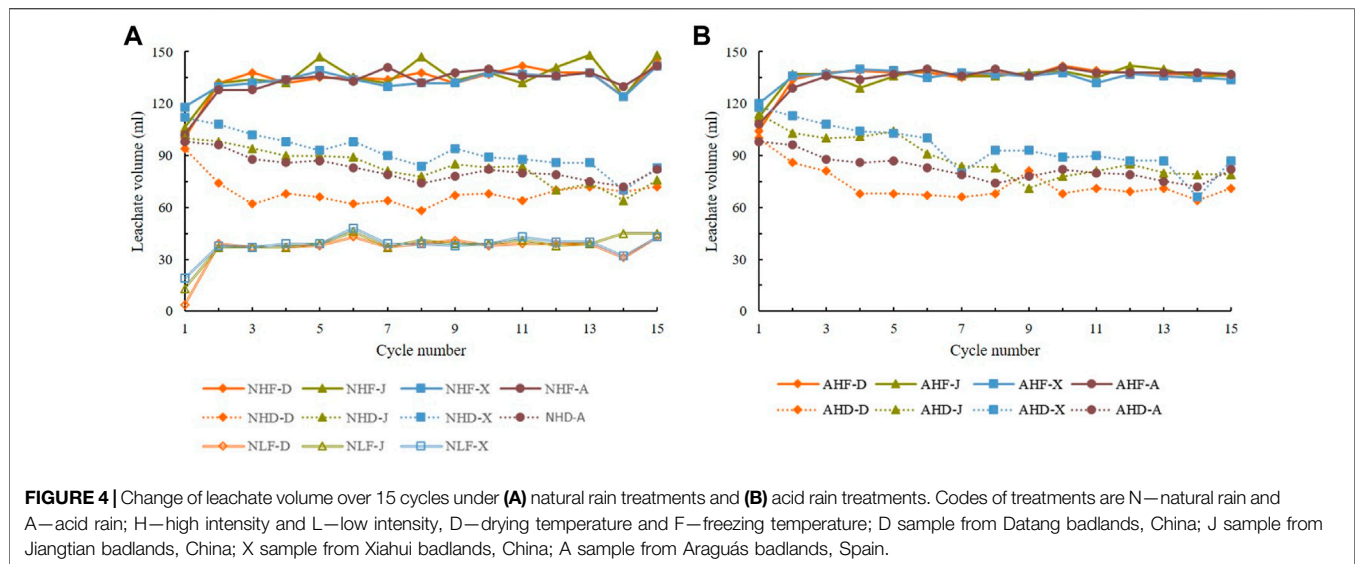 A
B
150
120
90
60
30
0
Leachate volume (ml)
1 3 5 7 9 11 13 15
Cycle number
NHF-D NHF-J NHF-X NHF-A
NHD-D NHD-J NHD-X NHD-A
NLF-D NLF-J NLF-X
150
120
90
60
30
0
Leachate volume (ml)
1 3 5 7 9 11 13 15
Cycle number
AHF-D AHF-J AHF-X AHF-A
AHD-D AHD-J AHD-X AHD-A
FIGURE 4 | Change of leachate volume over 15 cycles under (A) natural rain treatments and (B) acid rain treatments. Codes of treatments are N—natural rain and
A—acid rain; H—high intensity and L—low intensity, D—drying temperature and F—freezing temperature; D sample from Datang badlands, China; J sample from
Jiangtian badlands, China; X sample from Xiahui badlands, China; A sample from Araguás badlands, Spain.